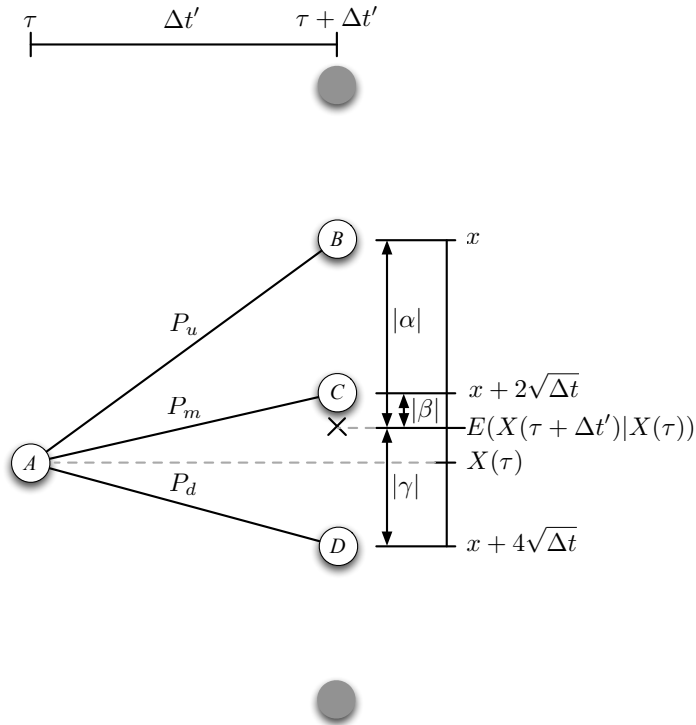 τ Δt′ τ + Δt′
B x
|α|
P_u
C x + 2√Δt
P_m |β|
E(X(τ + Δt′)|X(τ))
A X(τ)
P_d |γ|
D x + 4√Δt